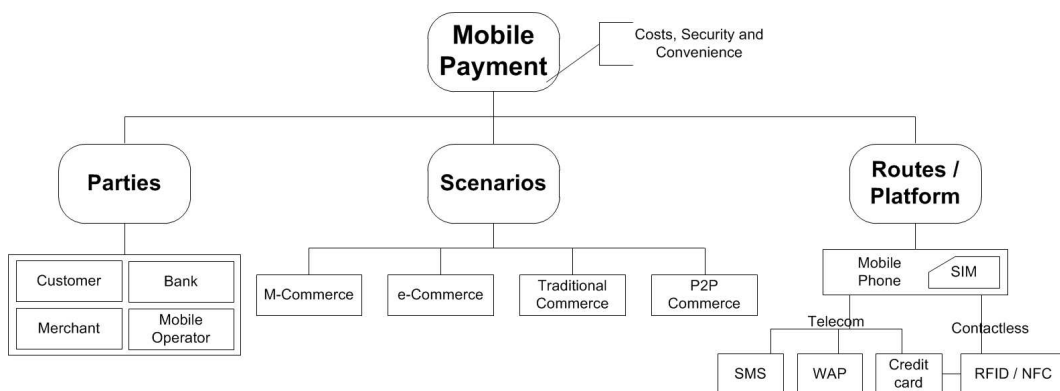 Mobile
Payment
Costs, Security and
Convenience
Parties
Scenarios
Routes /
Platform
Customer
Bank
Merchant
Mobile
Operator
M-Commerce
e-Commerce
Traditional
Commerce
P2P
Commerce
Mobile
Phone
SIM
Telecom
Contactless
SMS
WAP
Credit
card
RFID / NFC